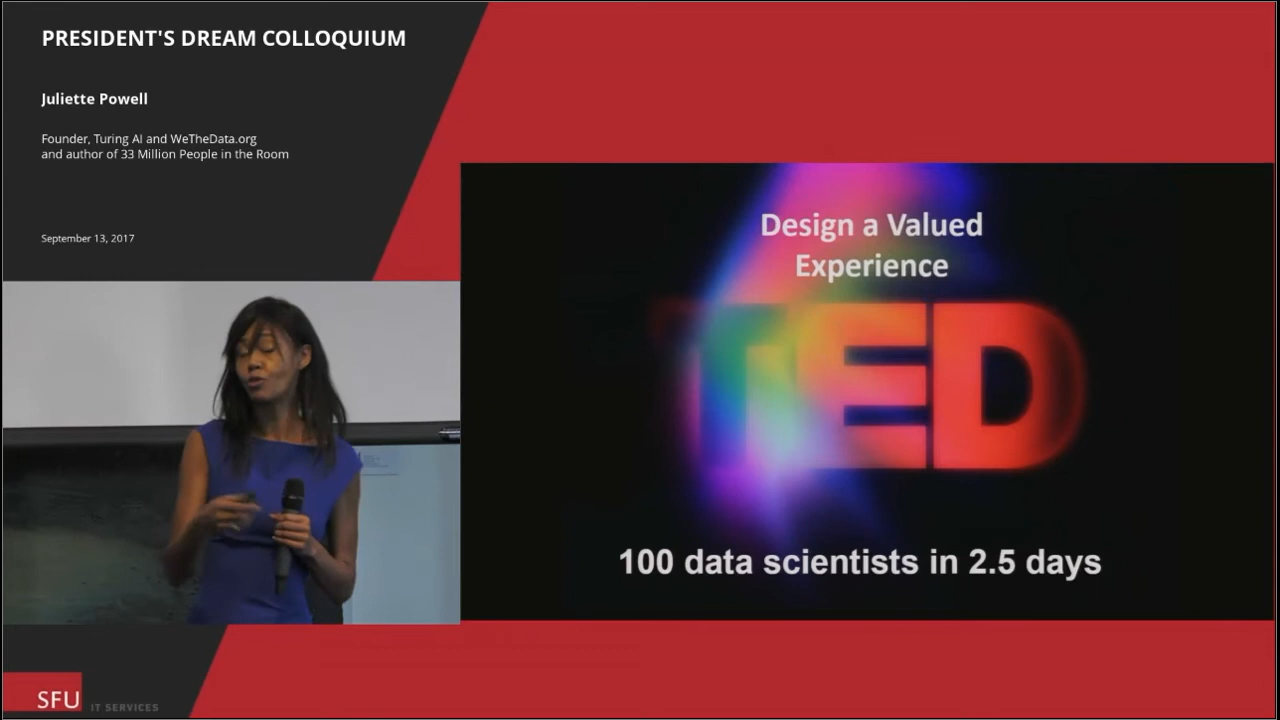 PRESIDENT'S DREAM COLLOQUIUM
Juliette Powell
Founder, Turing AI and WeTheData.org
and author of 33 Million People in the Room
September 13, 2017
Design a Valued
Experience
TED
100 data scientists in 2.5 days
SFU
IT SERVICES